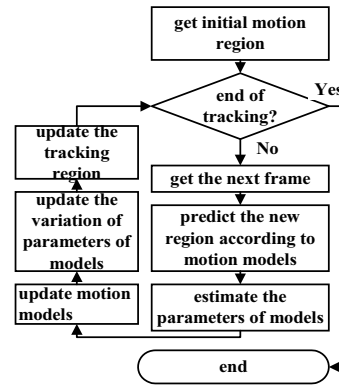 get initial motion
region
end of
tracking?
Yes
No
get the next frame
predict the new
region according to
motion models
estimate the
parameters of models
update motion
models
update the
variation of
parameters of
models
update the
tracking
region
end